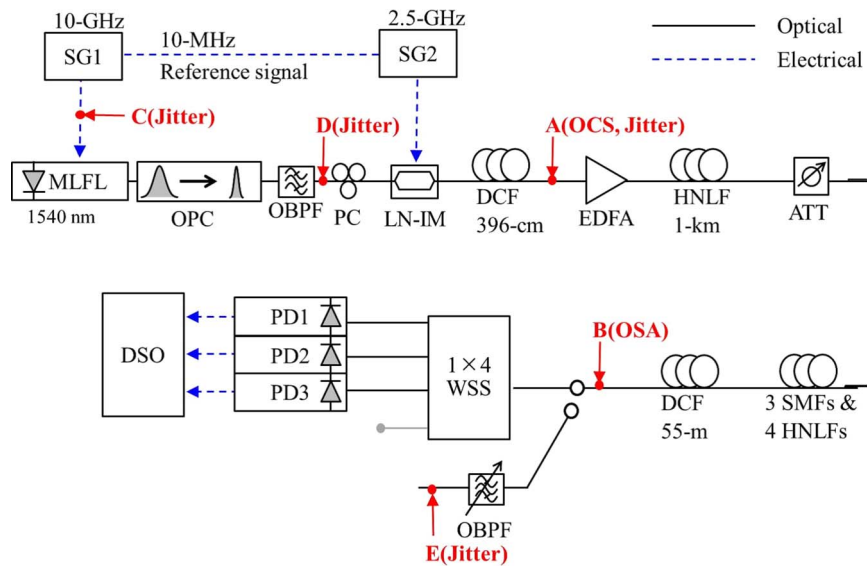 10-GHz
SG1
10-MHz
Reference signal
2.5-GHz
SG2
Optical
Electrical
C(Jitter)
D(Jitter)
A(OCS, Jitter)
MLFL
1540 nm
OPC
OBPF
PC
LN-IM
DCF
396-cm
EDFA
HNLF
1-km
ATT
DSO
PD1
PD2
PD3
1×4
WSS
B(OSA)
DCF
55-m
3 SMFs &
4 HNLFs
OBPF
E(Jitter)